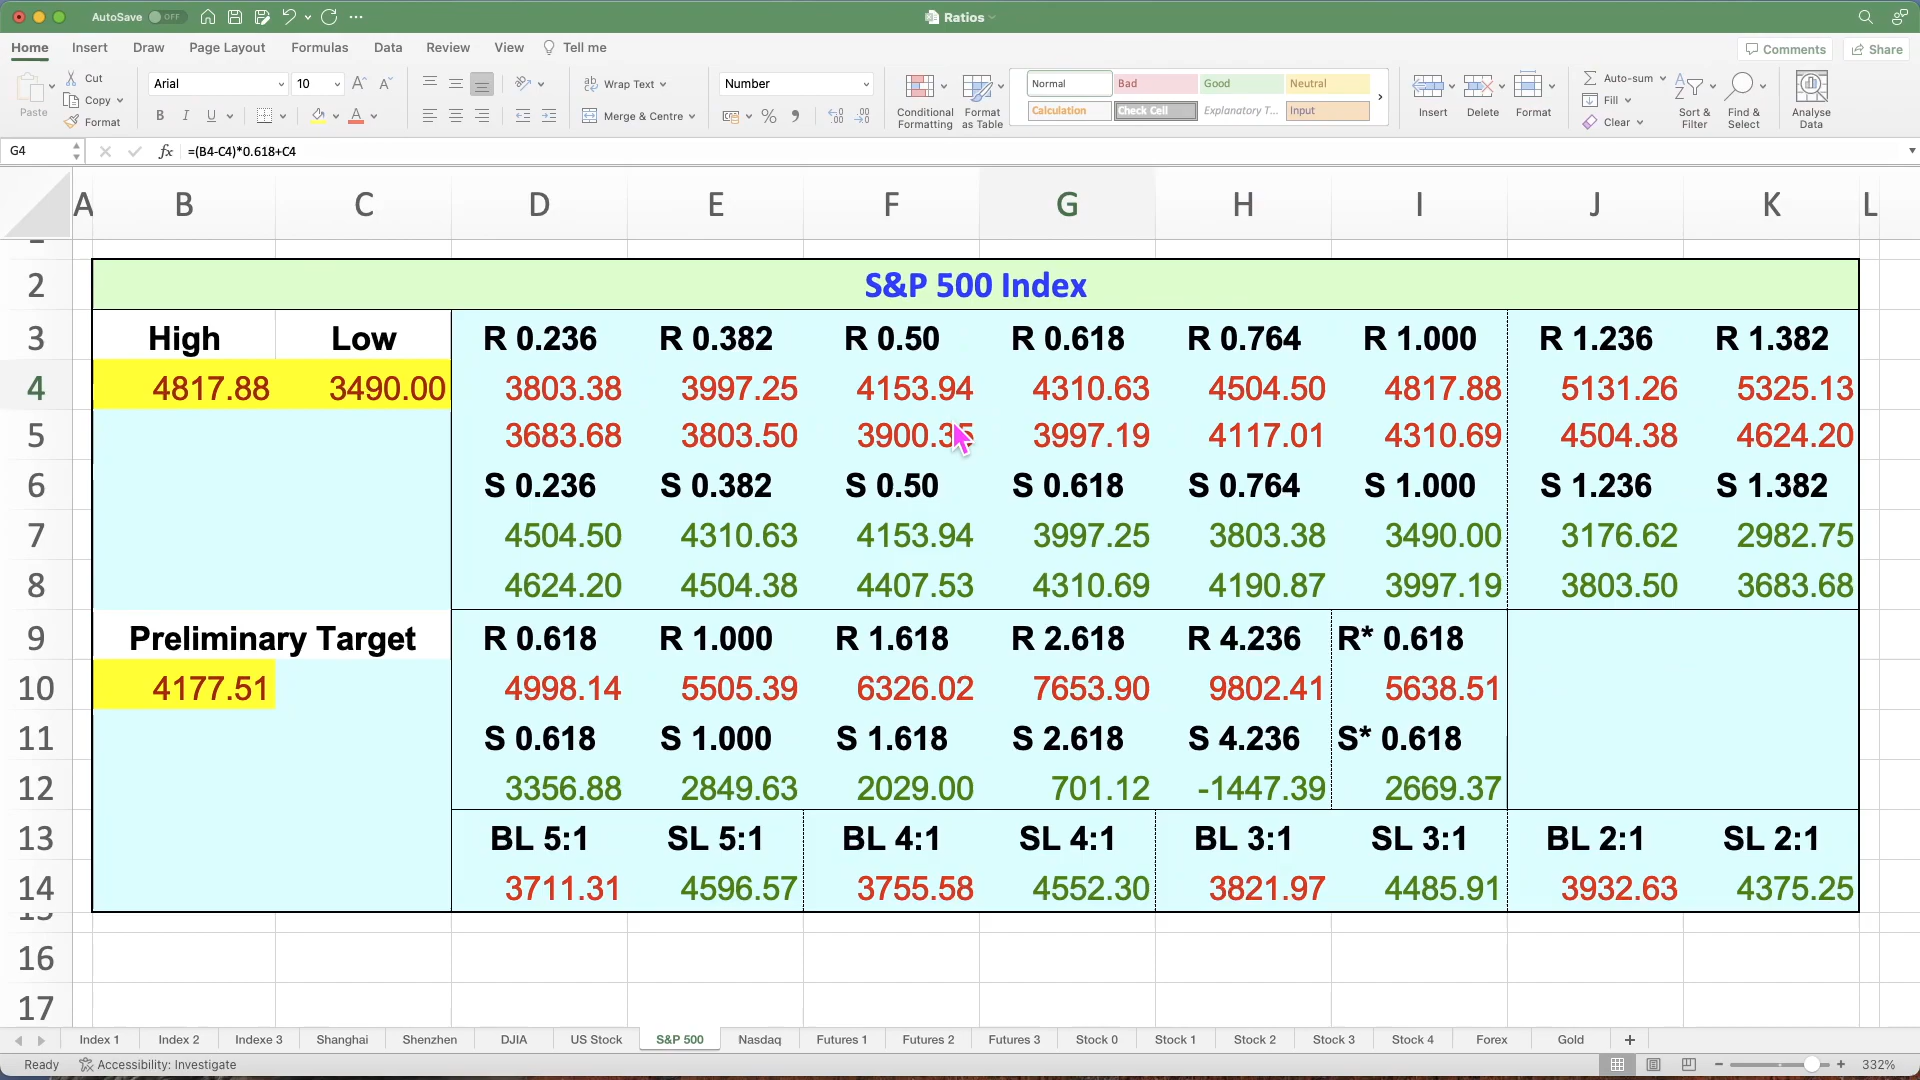 AutoSave OFF Ratios
Home Insert Draw Page Layout Formulas Data Review View Tell me Comments Share
Paste Cut Copy Format
Arial 10
B I U
Wrap Text
Merge & Centre
Number
Conditional Formatting
Format as Table
Normal Bad Good Neutral
Calculation Check Cell Explanatory T... Input
Insert Delete Format
Auto-sum
Fill
Clear
Sort & Filter
Find & Select
Analyse Data
G4 fx =(B4-C4)*0.618+C4
A B C D E F G H I J K L
2 S&P 500 Index
3 High Low R 0.236 R 0.382 R 0.50 R 0.618 R 0.764 R 1.000 R 1.236 R 1.382
4 4817.88 3490.00 3803.38 3997.25 4153.94 4310.63 4504.50 4817.88 5131.26 5325.13
5 3683.68 3803.50 3900.35 3997.19 4117.01 4310.69 4504.38 4624.20
6 S 0.236 S 0.382 S 0.50 S 0.618 S 0.764 S 1.000 S 1.236 S 1.382
7 4504.50 4310.63 4153.94 3997.25 3803.38 3490.00 3176.62 2982.75
8 4624.20 4504.38 4407.53 4310.69 4190.87 3997.19 3803.50 3683.68
9 Preliminary Target R 0.618 R 1.000 R 1.618 R 2.618 R 4.236 R* 0.618
10 4177.51 4998.14 5505.39 6326.02 7653.90 9802.41 5638.51
11 S 0.618 S 1.000 S 1.618 S 2.618 S 4.236 S* 0.618
12 3356.88 2849.63 2029.00 701.12 -1447.39 2669.37
13 BL 5:1 SL 5:1 BL 4:1 SL 4:1 BL 3:1 SL 3:1 BL 2:1 SL 2:1
14 3711.31 4596.57 3755.58 4552.30 3821.97 4485.91 3932.63 4375.25
15
16
17
Index 1 Index 2 Indexe 3 Shanghai Shenzhen DJIA US Stock S&P 500 Nasdaq Futures 1 Futures 2 Futures 3 Stock 0 Stock 1 Stock 2 Stock 3 Stock 4 Forex Gold +
Ready Accessibility: Investigate 332%